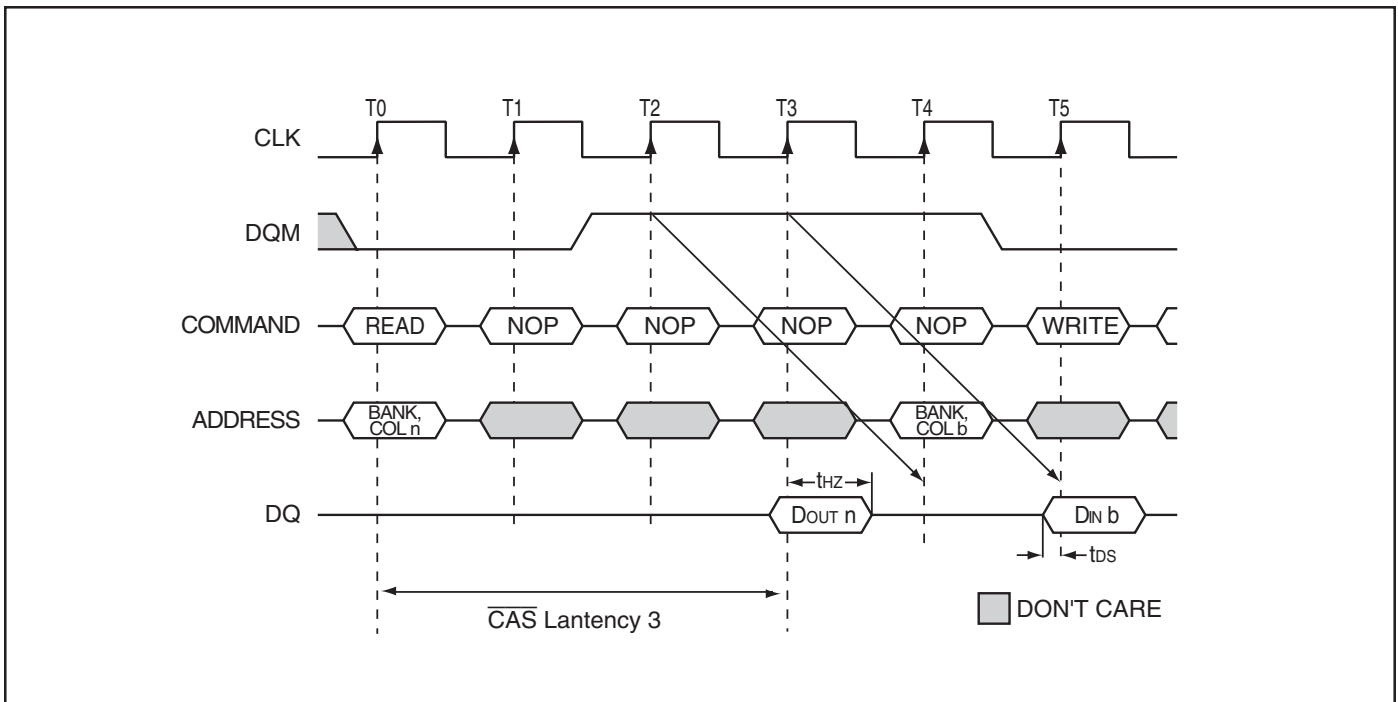 T0 T1 T2 T3 T4 T5
CLK
DQM
COMMAND READ NOP NOP NOP NOP WRITE
ADDRESS BANK, COL n BANK, COL b
tHZ
DQ DOUT n DIN b
tDS
CAS Lantency 3
DON'T CARE